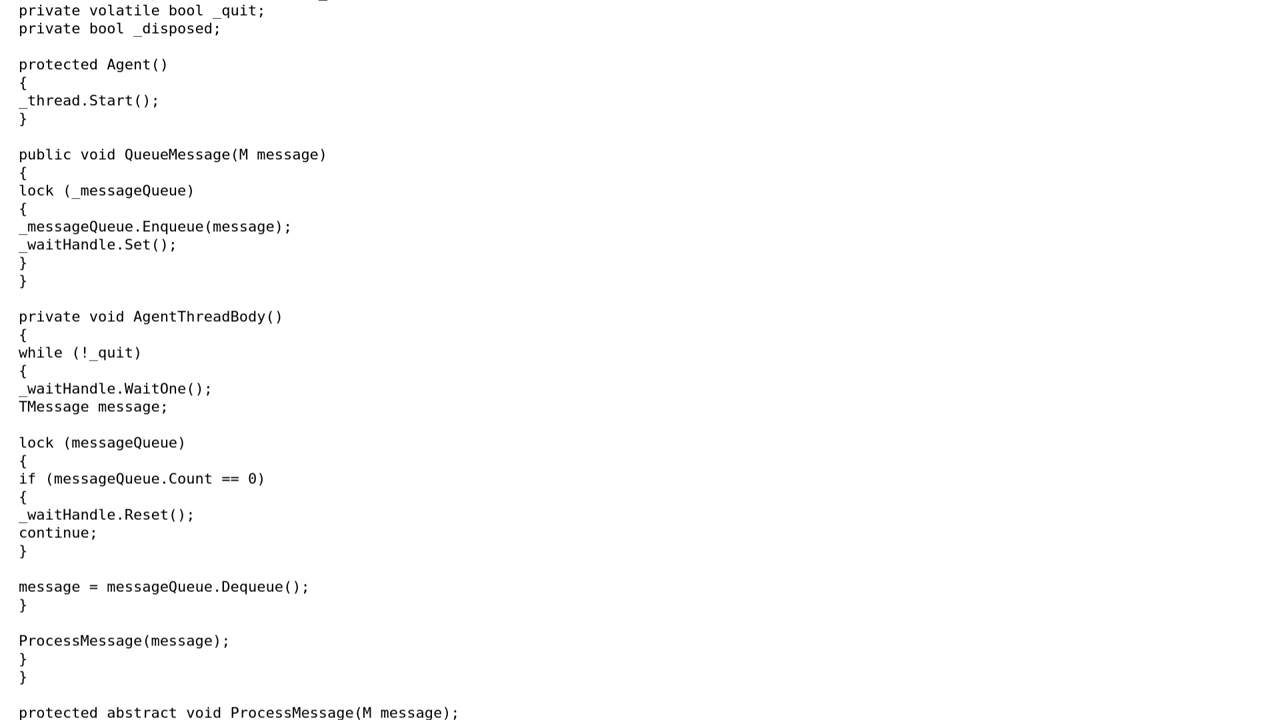 private volatile bool _quit;
private bool _disposed;
protected Agent()
{
_thread.Start();
}
public void QueueMessage(M message)
{
lock (_messageQueue)
{
_messageQueue.Enqueue(message);
_waitHandle.Set();
}
}
private void AgentThreadBody()
{
while (!_quit)
{
_waitHandle.WaitOne();
TMessage message;
lock (messageQueue)
{
if (messageQueue.Count == 0)
{
_waitHandle.Reset();
continue;
}
message = messageQueue.Dequeue();
}
ProcessMessage(message);
}
}
protected abstract void ProcessMessage(M message);